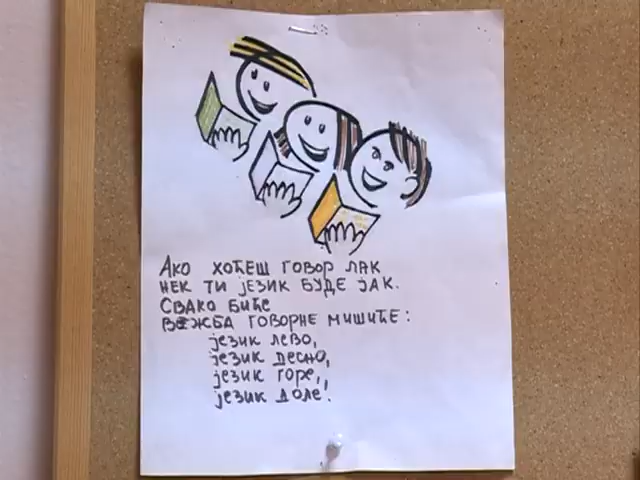 Ако хоћеш говор лак
нек ти језик буде јак.
Свако биће
вежба говорне мишиће:
језик лево,
језик десно,
језик горе,,
језик доле.